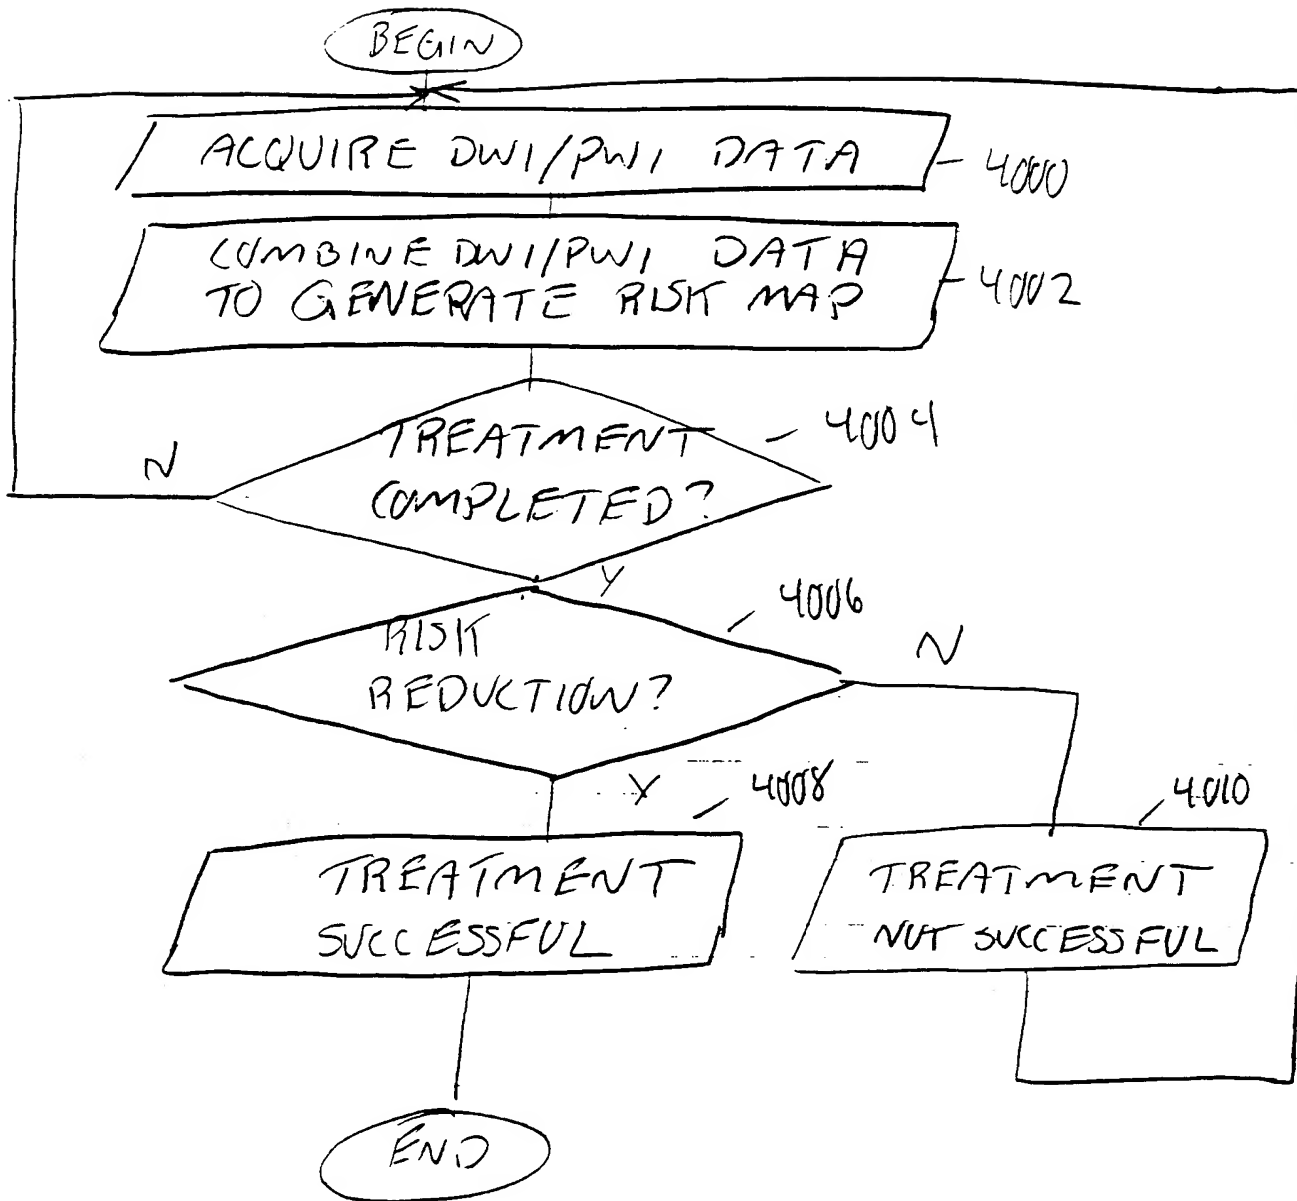 BEGIN
ACQUIRE DWI/PWI DATA
4000
COMBINE DWI/PWI DATA
TO GENERATE RISK MAP
4002
TREATMENT
COMPLETED?
4004
N
Y
RISK
REDUCTION?
4006
N
Y
4008
4010
TREATMENT
SUCCESSFUL
TREATMENT
NOT SUCCESSFUL
END